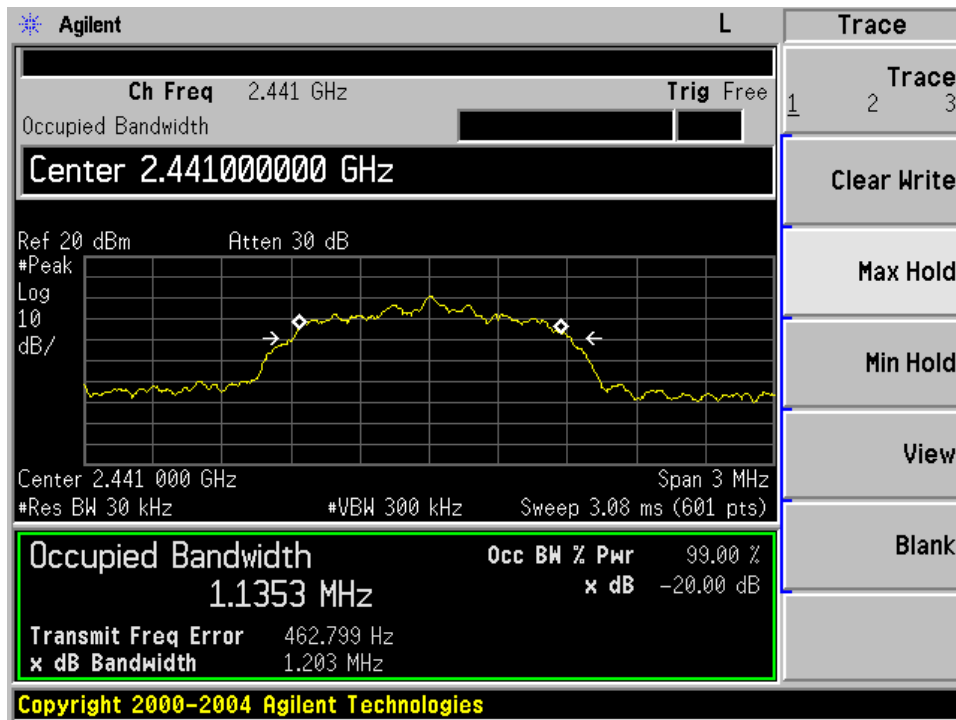 Agilent L Trace
Ch Freq 2.441 GHz Trig Free
Occupied Bandwidth
Center 2.441000000 GHz
Ref 20 dBm Atten 30 dB
#Peak
Log
10
dB/
Center 2.441 000 GHz Span 3 MHz
#Res BW 30 kHz #VBW 300 kHz Sweep 3.08 ms (601 pts)
Occupied Bandwidth Occ BW % Pwr 99.00 %
1.1353 MHz x dB -20.00 dB
Transmit Freq Error 462.799 Hz
x dB Bandwidth 1.203 MHz
Copyright 2000-2004 Agilent Technologies
Trace
1 2 3
Clear Write
Max Hold
Min Hold
View
Blank